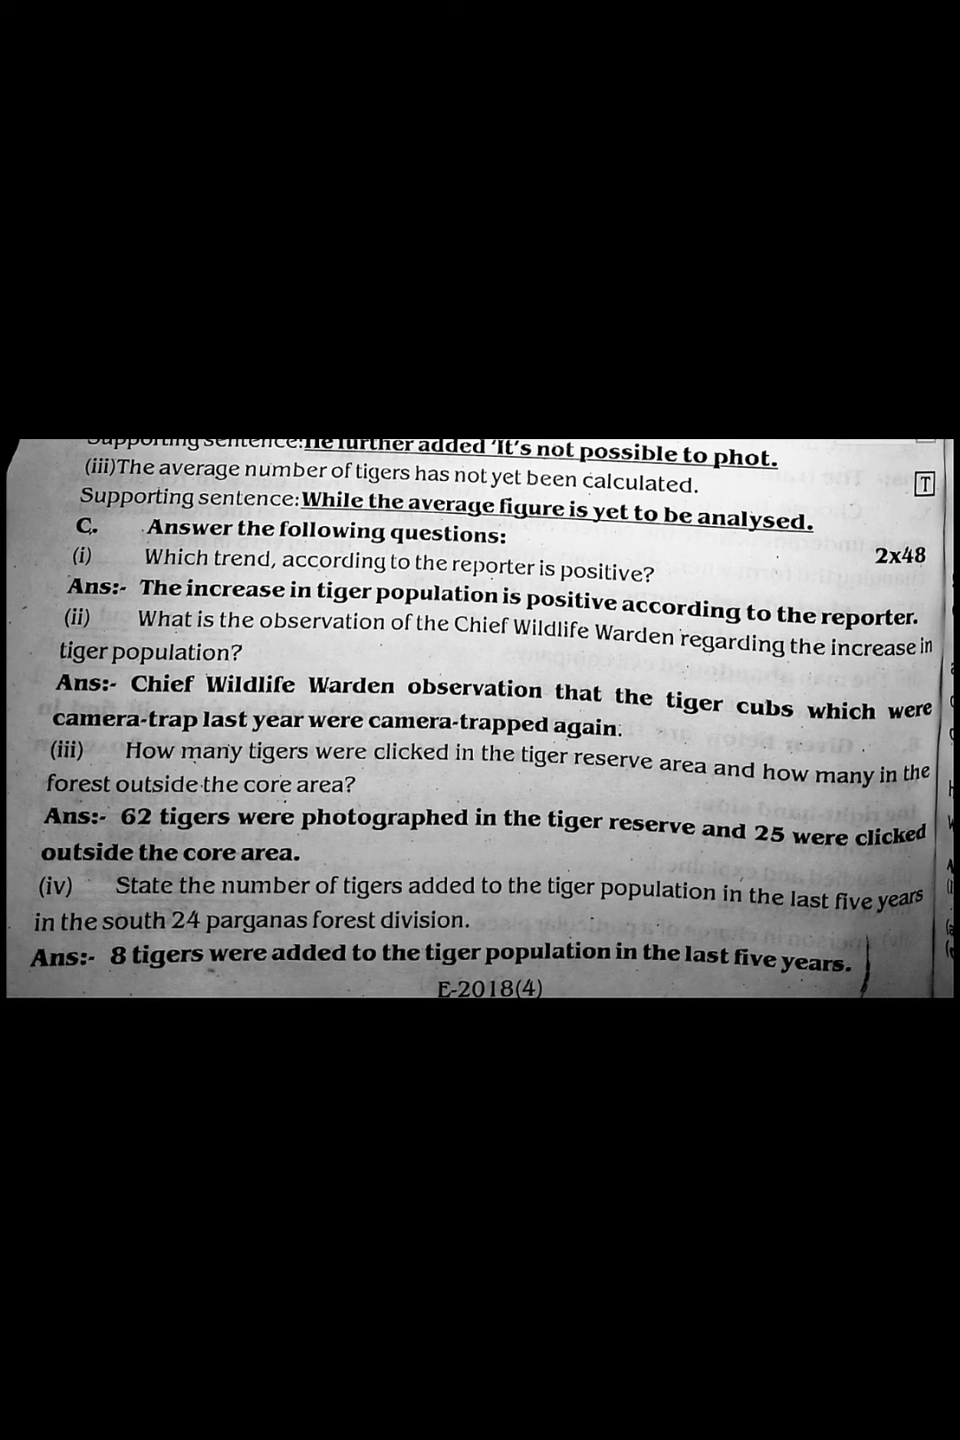 Supporting sentence:He further added ‘It’s not possible to phot.
(iii)The average number of tigers has not yet been calculated. T
Supporting sentence:While the average figure is yet to be analysed.
C. Answer the following questions: 2x48
(i) Which trend, according to the reporter is positive?
Ans:- The increase in tiger population is positive according to the reporter.
(ii) What is the observation of the Chief Wildlife Warden regarding the increase in
tiger population?
Ans:- Chief Wildlife Warden observation that the tiger cubs which were
camera-trap last year were camera-trapped again.
(iii) How many tigers were clicked in the tiger reserve area and how many in the
forest outside the core area?
Ans:- 62 tigers were photographed in the tiger reserve and 25 were clicked
outside the core area.
(iv) State the number of tigers added to the tiger population in the last five years
in the south 24 parganas forest division.
Ans:- 8 tigers were added to the tiger population in the last five years.
E-2018(4)